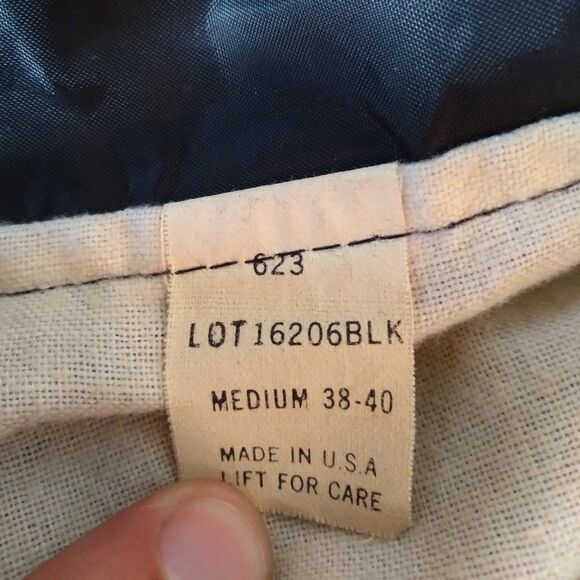 623
LOT16206BLK
MEDIUM 38-40
MADE IN U.S.A
LIFT FOR CARE